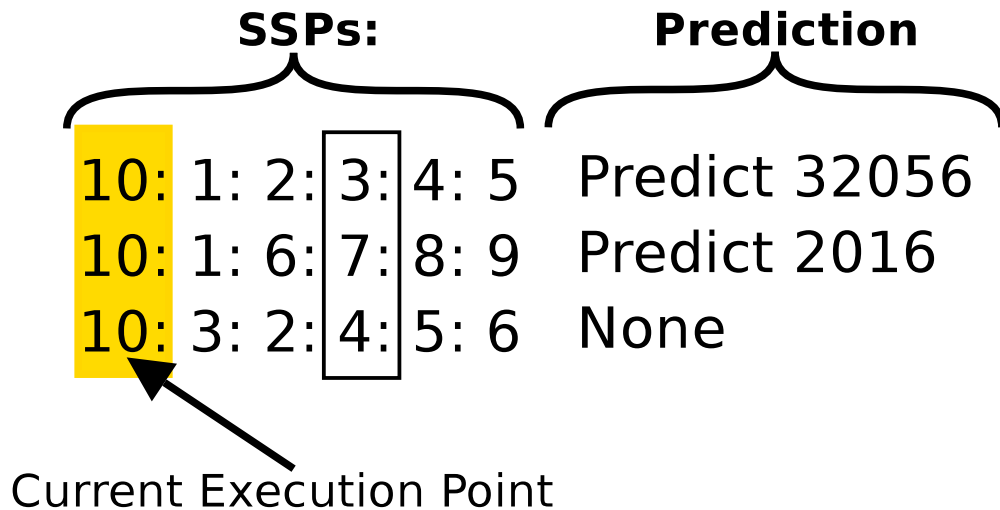 SSPs: Prediction
10: 1: 2: 3: 4: 5 Predict 32056
10: 1: 6: 7: 8: 9 Predict 2016
10: 3: 2: 4: 5: 6 None
Current Execution Point